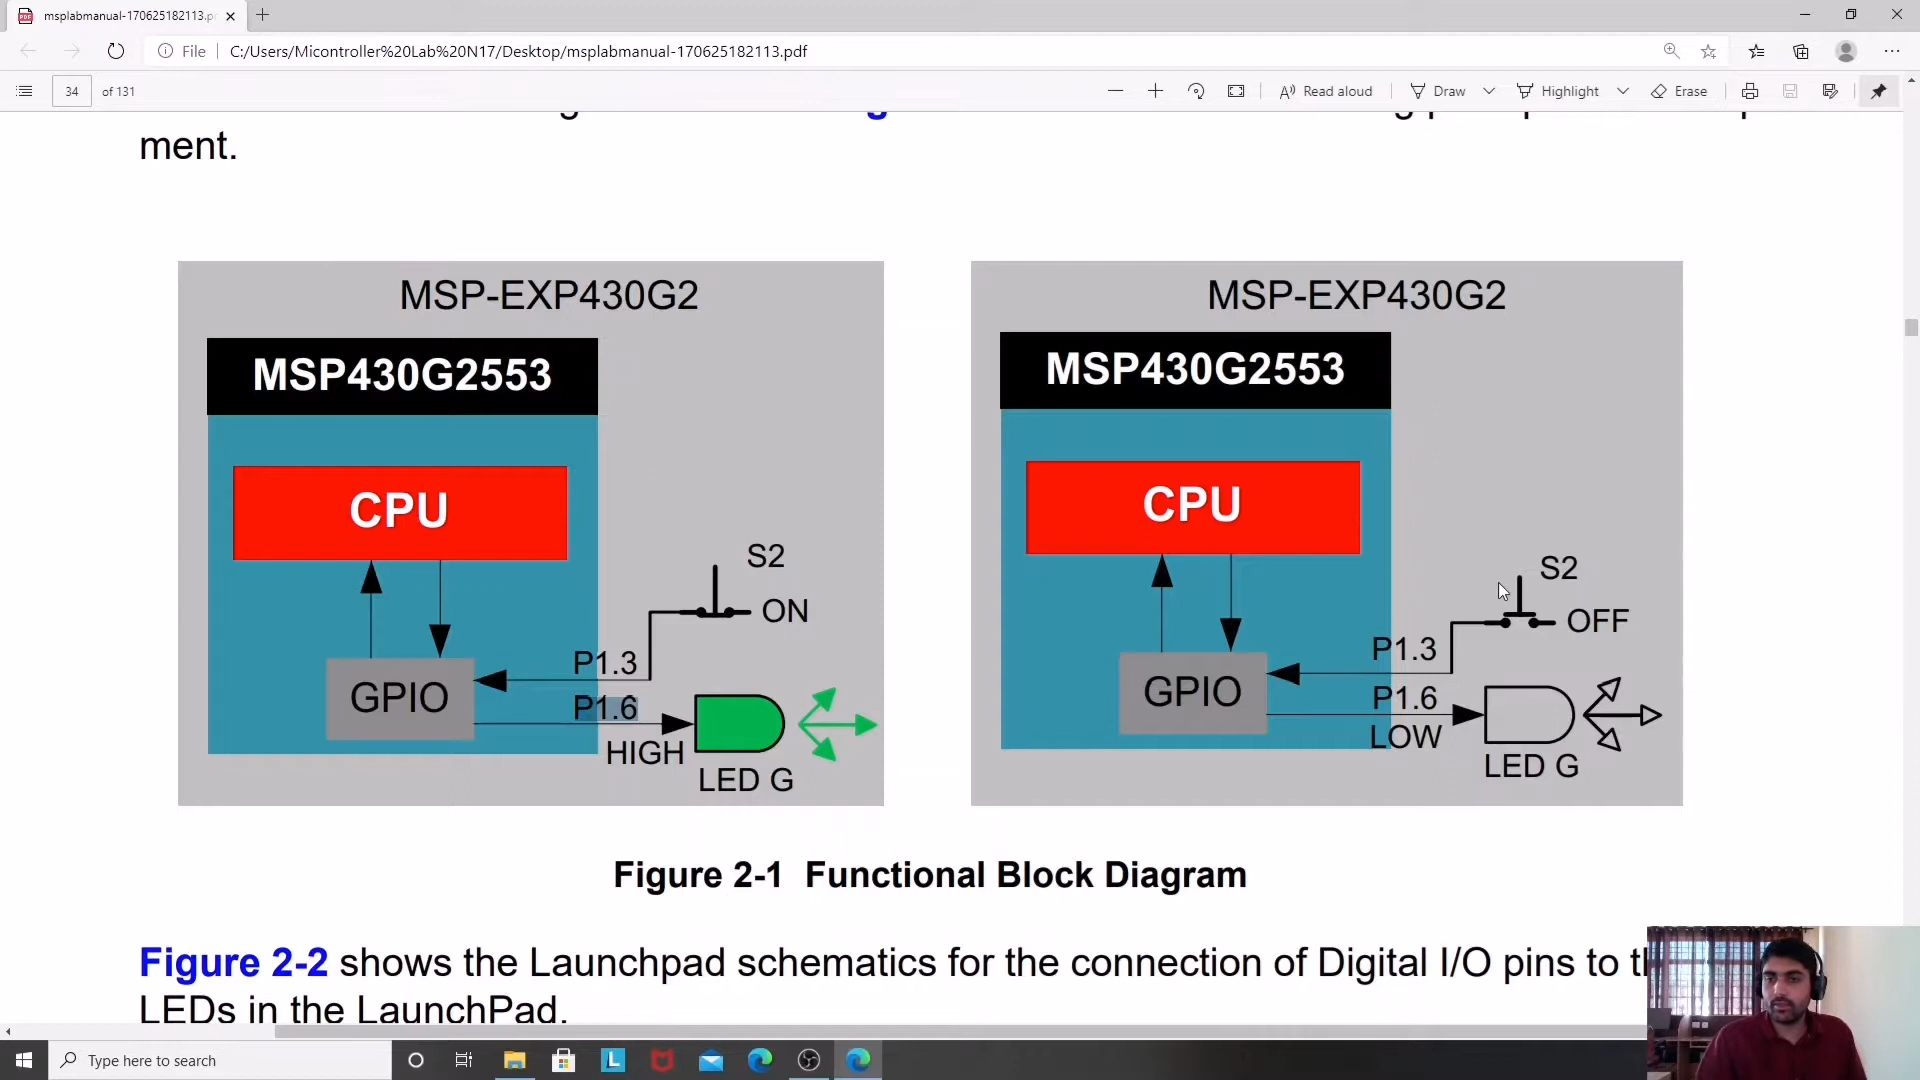 msplabmanual-170625182113.p
File
C:/Users/Micontroller%20Lab%20N17/Desktop/msplabmanual-170625182113.pdf
34 of 131
Read aloud
Draw
Highlight
Erase
ment.
MSP-EXP430G2
MSP430G2553
CPU
GPIO
S2
ON
P1.3
P1.6
HIGH
LED G
MSP-EXP430G2
MSP430G2553
CPU
GPIO
S2
OFF
P1.3
P1.6
LOW
LED G
Figure 2-1 Functional Block Diagram
Figure 2-2 shows the Launchpad schematics for the connection of Digital I/O pins to
LEDs in the LaunchPad.
Type here to search